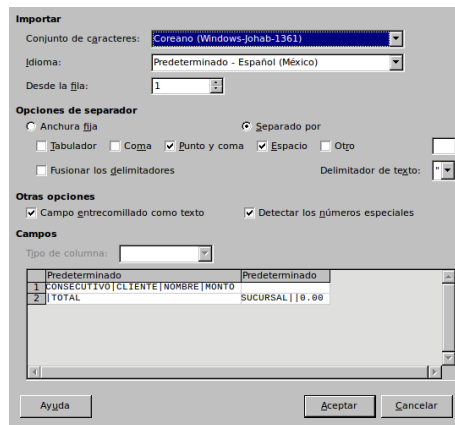 Importar
Conjunto de caracteres: Coreano (Windows-Johab-1361)
Idioma: Predeterminado - Español (México)
Desde la fila: 1
Opciones de separador
Anchura fija Separado por
Tabulador Coma Punto y coma Espacio Otro
Fusionar los delimitadores Delimitador de texto: "
Otras opciones
Campo entrecomillado como texto Detectar los números especiales
Campos
Tipo de columna:
Predeterminado Predeterminado
1 CONSECUTIVO|CLIENTE|NOMBRE|MONTO
2 |TOTAL SUCURSAL||0.00
Ayuda Aceptar Cancelar